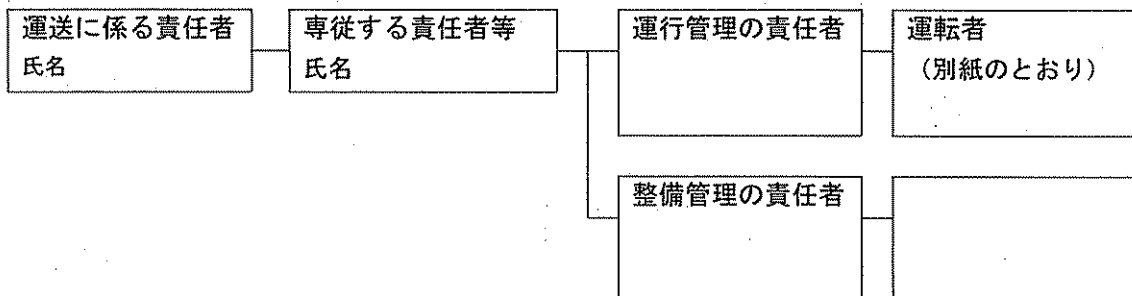 運送に係る責任者
氏名
専従する責任者等
氏名
運行管理の責任者
運転者
（別紙のとおり）
整備管理の責任者